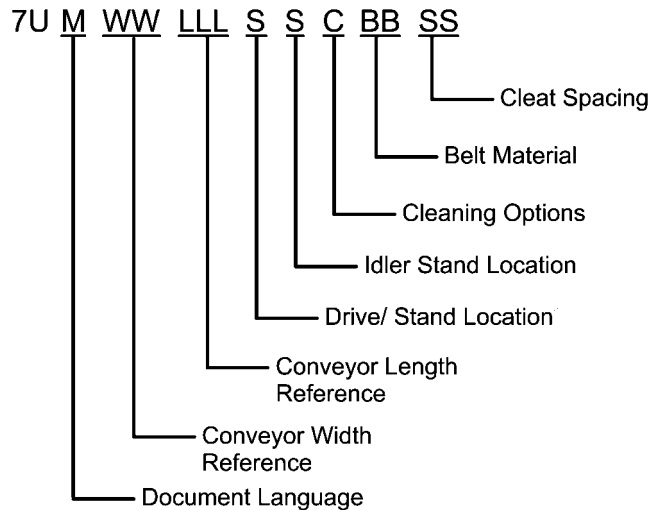 7U M WW LLL S S C BB SS
Cleat Spacing
Belt Material
Cleaning Options
Idler Stand Location
Drive/ Stand Location
Conveyor Length
Reference
Conveyor Width
Reference
Document Language